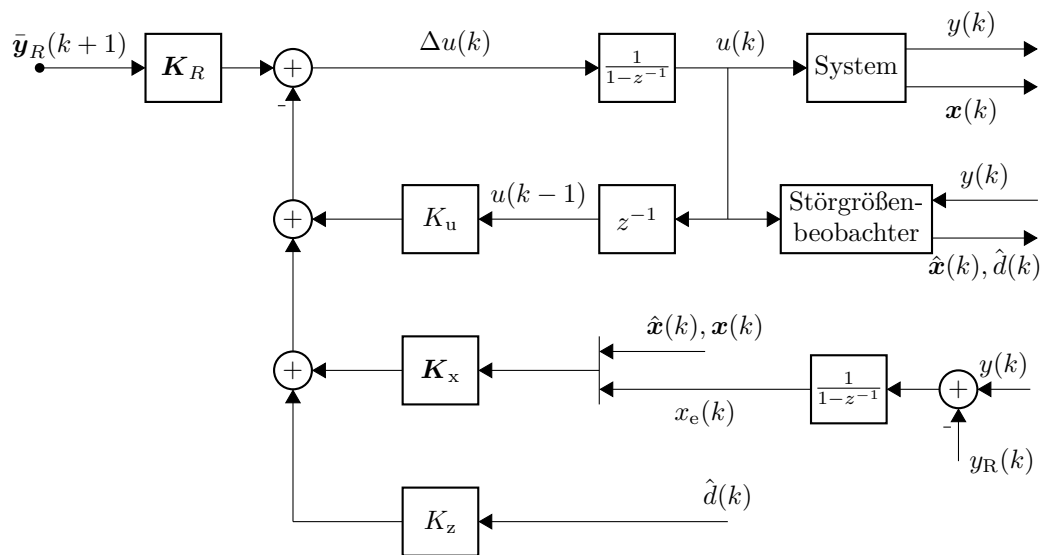 ȳ_R(k+1)
K_R
+
-
Δu(k)
1/(1−z⁻¹)
u(k)
System
y(k)
x(k)
+
K_u
u(k−1)
z⁻¹
Störgrößen-
beobachter
y(k)
x̂(k), d̂(k)
+
K_x
x̂(k), x(k)
x_e(k)
1/(1−z⁻¹)
+
-
y(k)
y_R(k)
K_z
d̂(k)